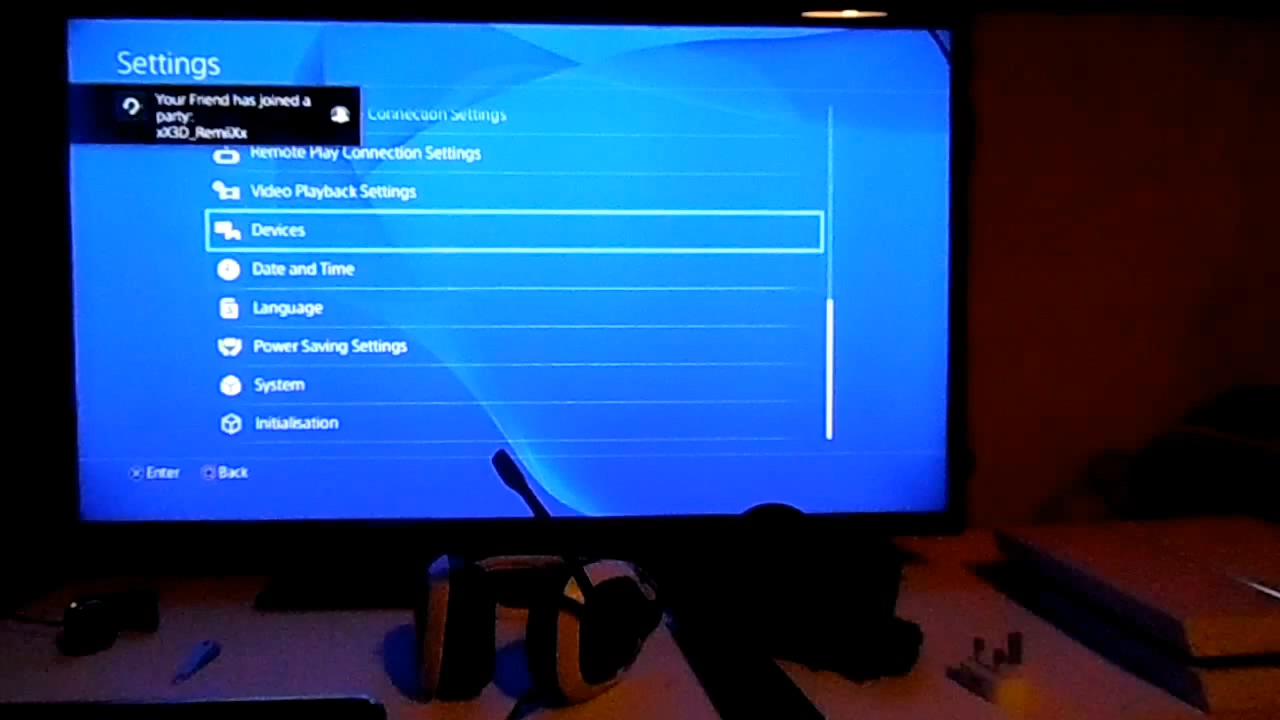 Settings
Your Friend has joined a
party:
xX3D_RemiiXx
Connection Settings
Remote Play Connection Settings
Video Playback Settings
Devices
Date and Time
Language
Power Saving Settings
System
Initialisation
Enter Back